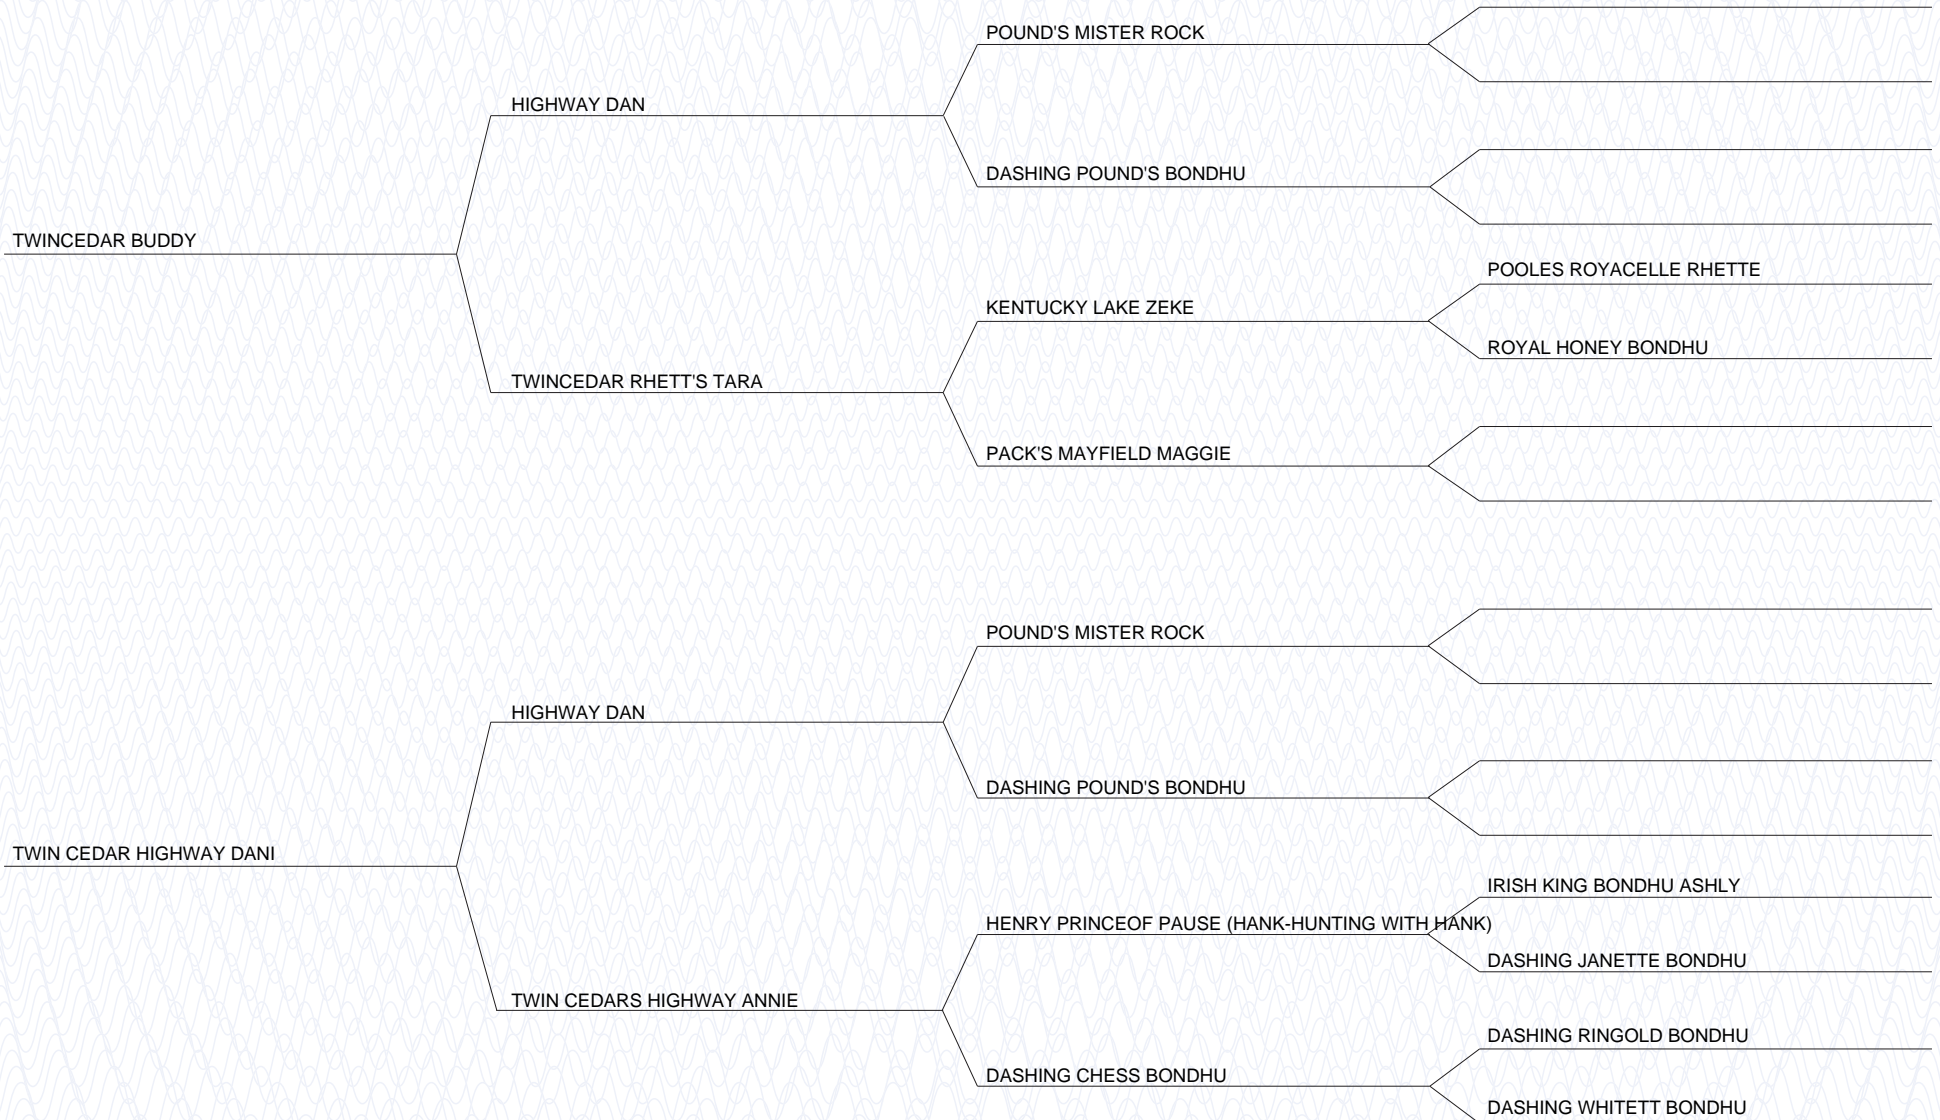 POUND'S MISTER ROCK
HIGHWAY DAN
DASHING POUND'S BONDHU
TWINCEDAR BUDDY
POOLES ROYACELLE RHETTE
KENTUCKY LAKE ZEKE
ROYAL HONEY BONDHU
TWINCEDAR RHETT'S TARA
PACK'S MAYFIELD MAGGIE
POUND'S MISTER ROCK
HIGHWAY DAN
DASHING POUND'S BONDHU
TWIN CEDAR HIGHWAY DANI
IRISH KING BONDHU ASHLY
HENRY PRINCEOF PAUSE (HANK-HUNTING WITH HANK)
DASHING JANETTE BONDHU
TWIN CEDARS HIGHWAY ANNIE
DASHING RINGOLD BONDHU
DASHING CHESS BONDHU
DASHING WHITETT BONDHU